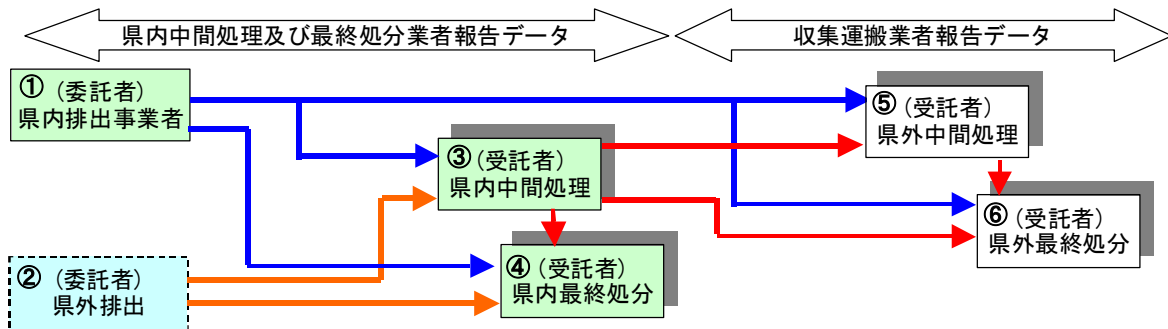 県内中間処理及び最終処分業者報告データ
収集運搬業者報告データ
① (委託者)
県内排出事業者
② (委託者)
県外排出
③ (受託者)
県内中間処理
④ (受託者)
県内最終処分
⑤ (受託者)
県外中間処理
⑥ (受託者)
県外最終処分